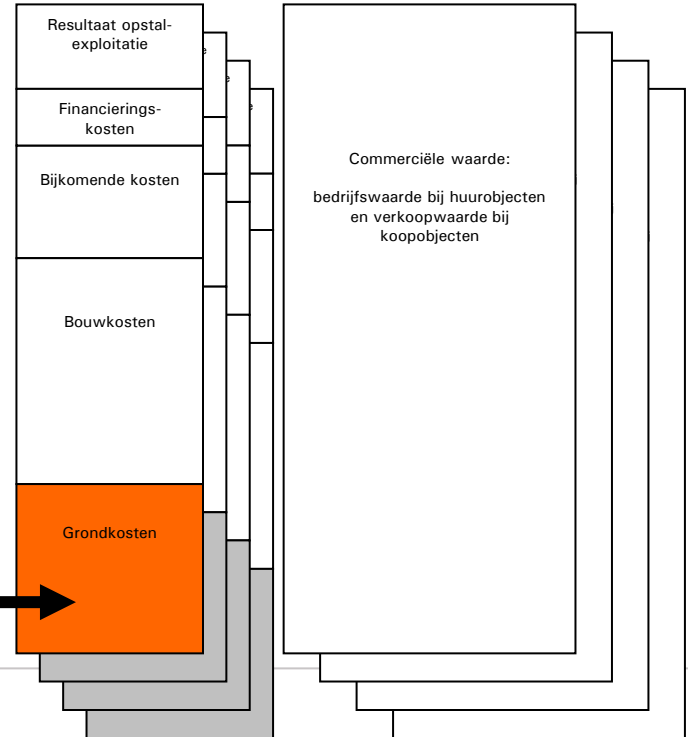 Resultaat opstal-
exploitatie
Financierings-
kosten
Bijkomende kosten
Bouwkosten
Grondkosten
Commerciële waarde:
bedrijfswaarde bij huurobjecten
en verkoopwaarde bij
koopobjecten